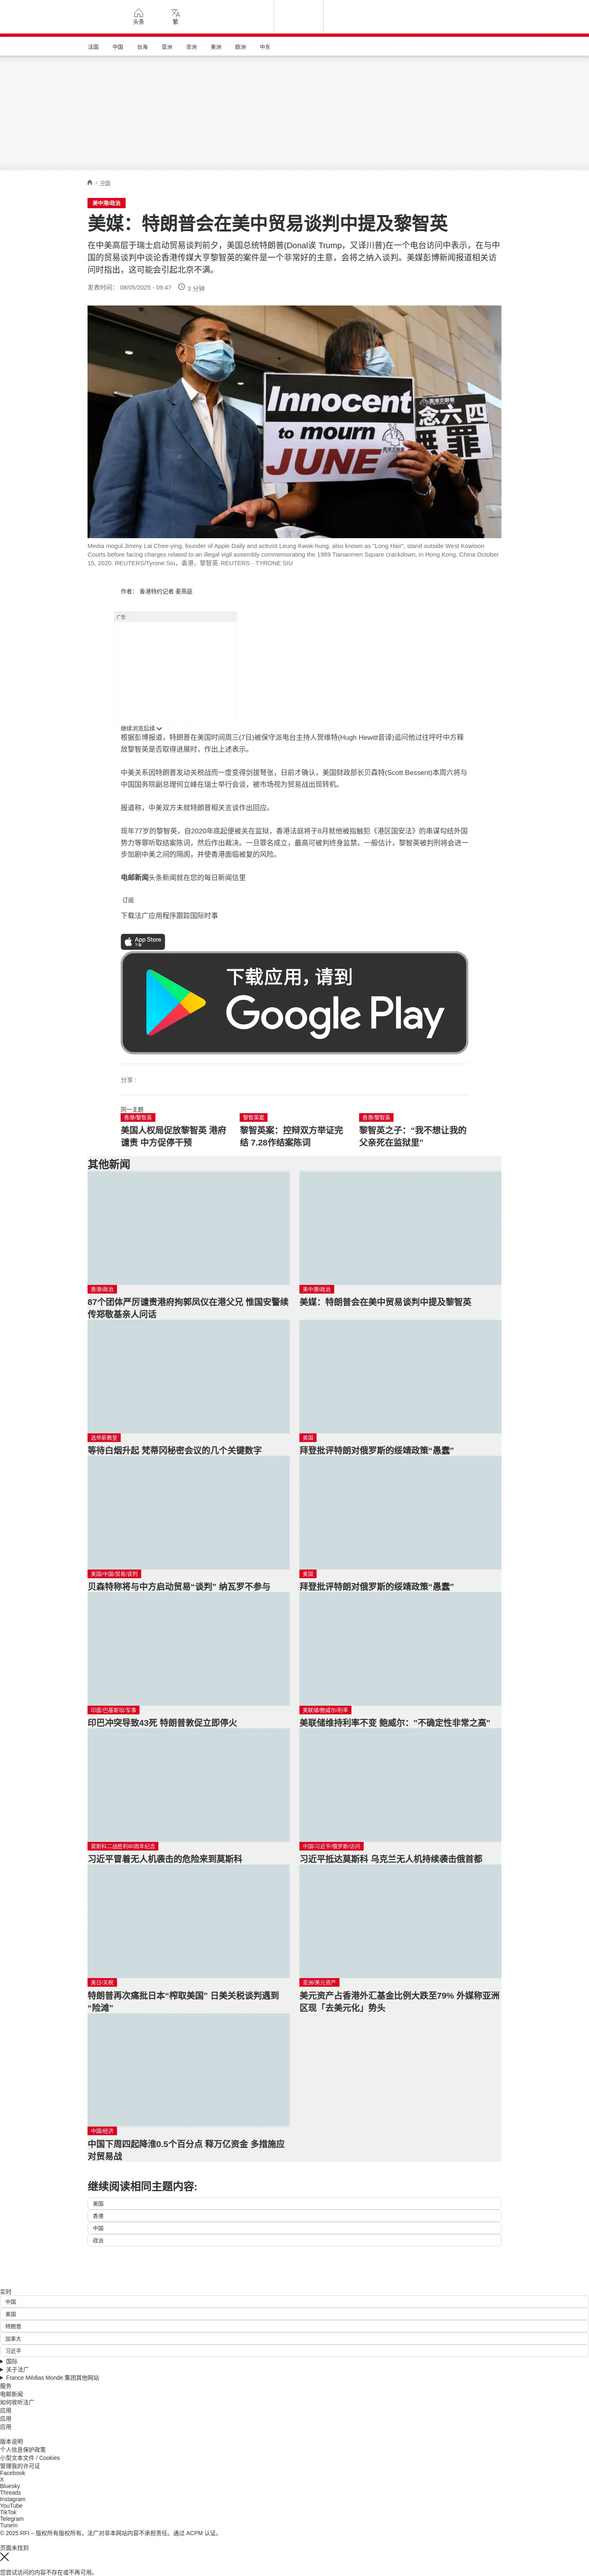 头条
繁
法国 中国 台海 亚洲 非洲 美洲 欧洲 中东
/ 中国
美中港/政治
美媒：特朗普会在美中贸易谈判中提及黎智英
在中美高层于瑞士启动贸易谈判前夕，美国总统特朗普(Donal读 Trump，又译川普)在一个电台访问中表示，在与中
国的贸易谈判中谈论香港传媒大亨黎智英的案件是一个非常好的主意，会将之纳入谈判。美媒彭博新闻报道相关访
问时指出，这可能会引起北京不满。
发表时间： 08/05/2025 - 09:47 3 分钟
Innocent
to mourn
JUNE
念六四
無罪
Media mogul Jimmy Lai Chee-ying, founder of Apple Daily and activist Leung Kwok-hung, also known as "Long Hair", stand outside West Kowloon
Courts before facing charges related to an illegal vigil assembly commemorating the 1989 Tiananmen Square crackdown, in Hong Kong, China October
15, 2020. REUTERS/Tyrone Siu，香港，黎智英 REUTERS - TYRONE SIU
作者： 香港特约记者 麦燕庭
广告
继续浏览后续
根据彭博报道，特朗普在美国时间周三(7日)被保守派电台主持人贺维特(Hugh Hewitt音译)追问他过往呼吁中方释
放黎智英是否取得进展时，作出上述表示。
中美关系因特朗普发动关税战而一度变得剑拔弩张，日前才确认，美国财政部长贝森特(Scott Bessent)本周六将与
中国国务院副总理何立峰在瑞士举行会谈，被市场视为贸易战出现转机。
报道称，中美双方未就特朗普相关言谈作出回应。
现年77岁的黎智英，自2020年底起便被关在监狱，香港法庭将于8月就他被指触犯《港区国安法》的串谋勾结外国
势力等罪听取结案陈词，然后作出裁决。一旦罪名成立，最高可被判终身监禁。一般估计，黎智英被判刑将会进一
步加剧中美之间的隔阂，并使香港面临被复的风险。
电邮新闻头条新闻就在您的每日新闻信里
订阅
下载法广应用程序跟踪国际时事
App Store
下载
下载应用，请到
Google Play
分享 :
同一主题
香港/黎智英
美国人权局促放黎智英 港府
谴责 中方促停干预
黎智英案
黎智英案：控辩双方举证完
结 7.28作结案陈词
香港/黎智英
黎智英之子：“我不想让我的
父亲死在监狱里”
其他新闻
香港/政治
87个团体严厉谴责港府拘郭凤仪在港父兄 惟国安警续
传郑敬基亲人问话
美中港/政治
美媒：特朗普会在美中贸易谈判中提及黎智英
选举新教皇
等待白烟升起 梵蒂冈秘密会议的几个关键数字
美国
拜登批评特朗对俄罗斯的绥靖政策“愚蠢”
美国/中国/贸易/谈判
贝森特称将与中方启动贸易“谈判” 纳瓦罗不参与
美国
拜登批评特朗对俄罗斯的绥靖政策“愚蠢”
印度/巴基斯坦/军事
印巴冲突导致43死 特朗普敦促立即停火
美联储/鲍威尔/利率
美联储维持利率不变 鲍威尔："不确定性非常之高"
莫斯科二战胜利80周年纪念
习近平冒着无人机袭击的危险来到莫斯科
中国/习近平/俄罗斯/访问
习近平抵达莫斯科 乌克兰无人机持续袭击俄首都
美日/关税
特朗普再次痛批日本“榨取美国” 日美关税谈判遇到
“险滩”
亚洲/美元资产
美元资产占香港外汇基金比例大跌至79% 外媒称亚洲
区现「去美元化」势头
中国/经济
中国下周四起降淮0.5个百分点 释万亿资金 多措施应
对贸易战
继续阅读相同主题内容:
美国
香港
中国
政治
实时
中国
美国
特朗普
加拿大
习近平
国际
关于法广
France Médias Monde 集团其他网站
服务
电邮新闻
如何收听法广
应用
应用
应用
版本说明
个人信息保护政策
小型文本文件 / Cookies
管理我的许可证
Facebook
X
Bluesky
Threads
Instagram
YouTube
TikTok
Telegram
TuneIn
© 2025 RFI – 版权所有版权所有。法广对非本网站内容不承担责任。通过 ACPM 认证。
页面未找到
您尝试访问的内容不存在或不再可用。